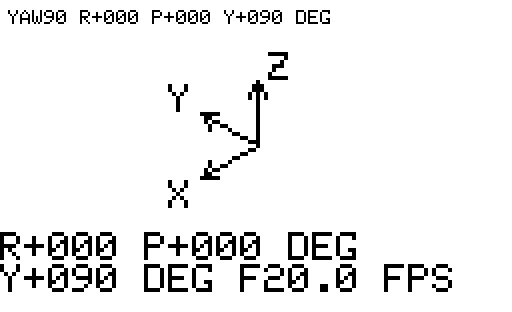 YAW90 R+000 P+000 Y+090 DEG
Z
Y
X
R+000 P+000 DEG
Y+090 DEG F20.0 FPS